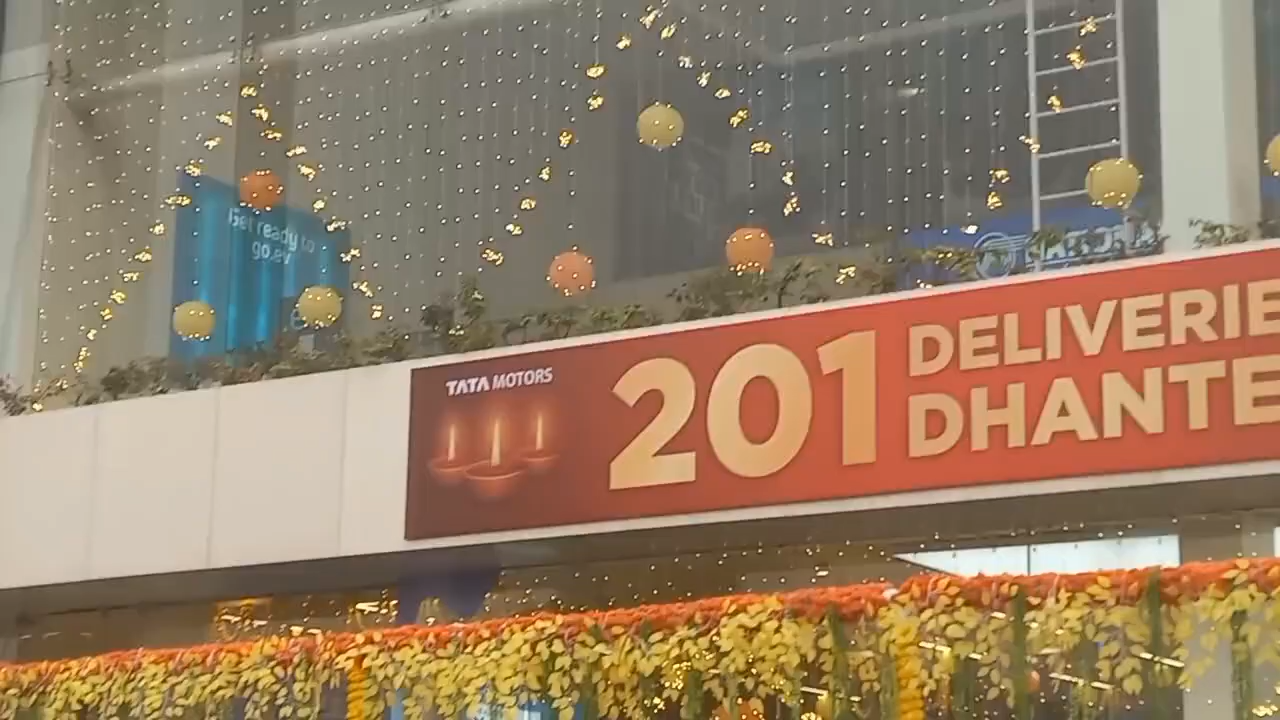 Get ready to
go.ev
TATA MOTORS
201
DELIVERIE
DHANTE